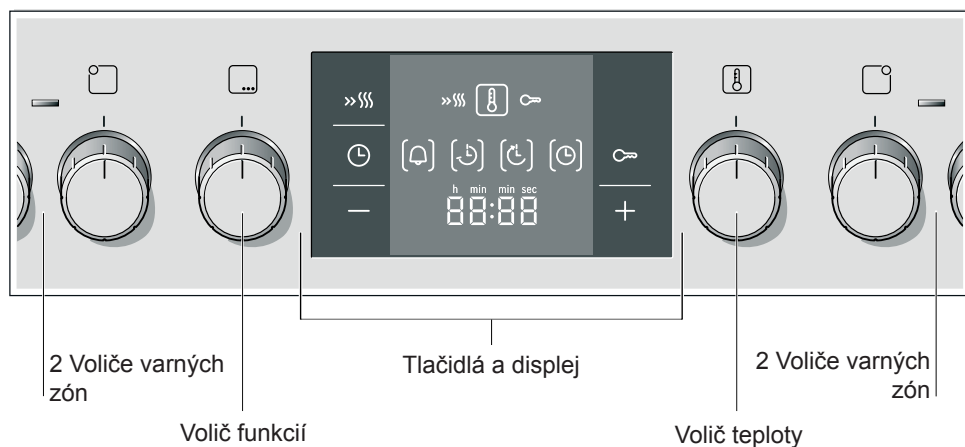 h min min sec
88:88
2 Voliče varných
zón
Tlačidlá a displej
2 Voliče varných
zón
Volič funkcií
Volič teploty